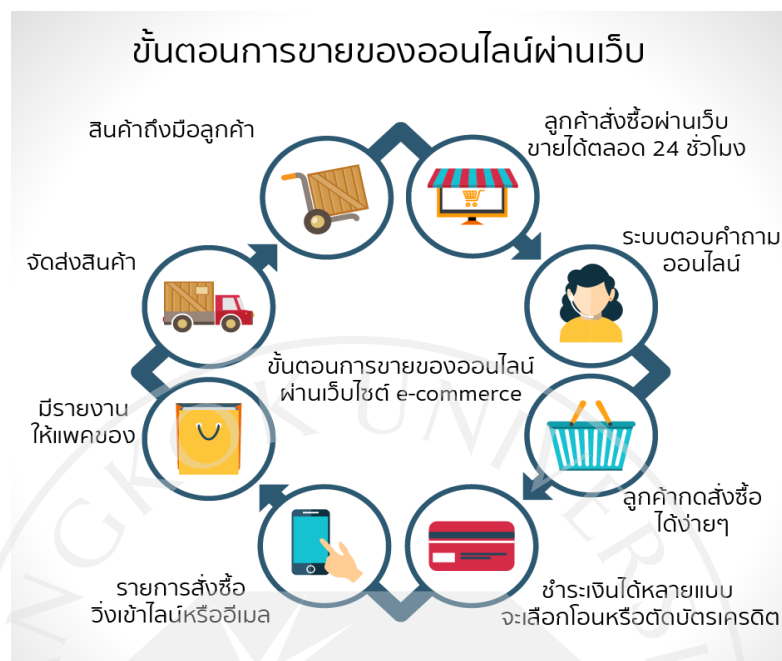 ขั้นตอนการขายของออนไลน์ผ่านเว็บ
ลูกค้าสั่งซื้อผ่านเว็บ
ขายได้ตลอด 24 ชั่วโมง
ระบบตอบคำถาม
ออนไลน์
ลูกค้ากดสั่งซื้อ
ได้ง่ายๆ
ชำระเงินได้หลายแบบ
จะเลือกโอนหรือตัดบัตรเครดิต
รายการสั่งซื้อ
วิ่งเข้าไลน์หรืออีเมล
มีรายงาน
ให้แพคของ
จัดส่งสินค้า
สินค้าถึงมือลูกค้า
ขั้นตอนการขายของออนไลน์
ผ่านเว็บไซต์ e-commerce